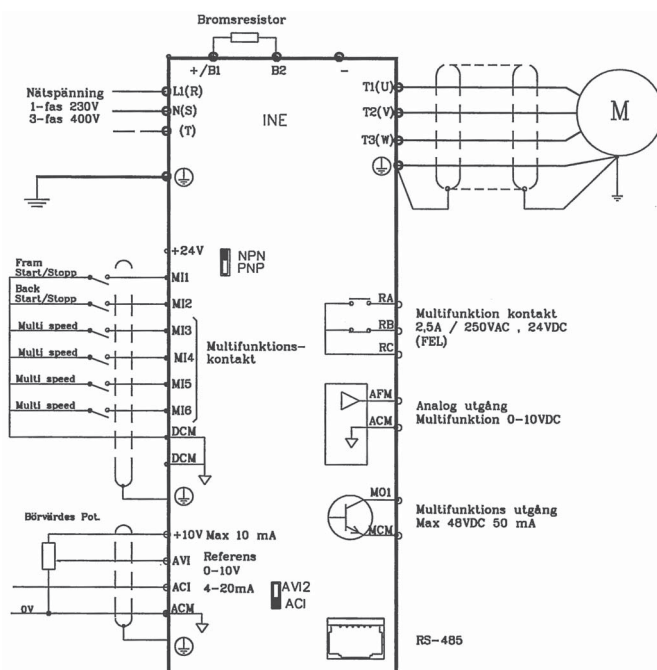 Bromsresistor
+/B1
B2
-
Nätspänning
1-fas 230V
3-fas 400V
L1(R)
N(S)
(T)
INE
T1(U)
T2(V)
T3(W)
M
+24V
NPN
PNP
Fram
Start/Stopp
MI1
Back
Start/Stopp
MI2
Multi speed
MI3
Multi speed
MI4
Multi speed
MI5
Multi speed
MI6
Multifunktions-
kontakt
DCM
DCM
RA
RB
RC
Multifunktion kontakt
2,5A / 250VAC , 24VDC
(FEL)
AFM
ACM
Analog utgång
Multifunktion 0-10VDC
MO1
MCM
Multifunktions utgång
Max 48VDC 50 mA
Börvärdes Pot.
+10V Max 10 mA
AVI
Referens
0-10V
ACI
4-20mA
0V
ACM
AVI2
ACI
RS-485